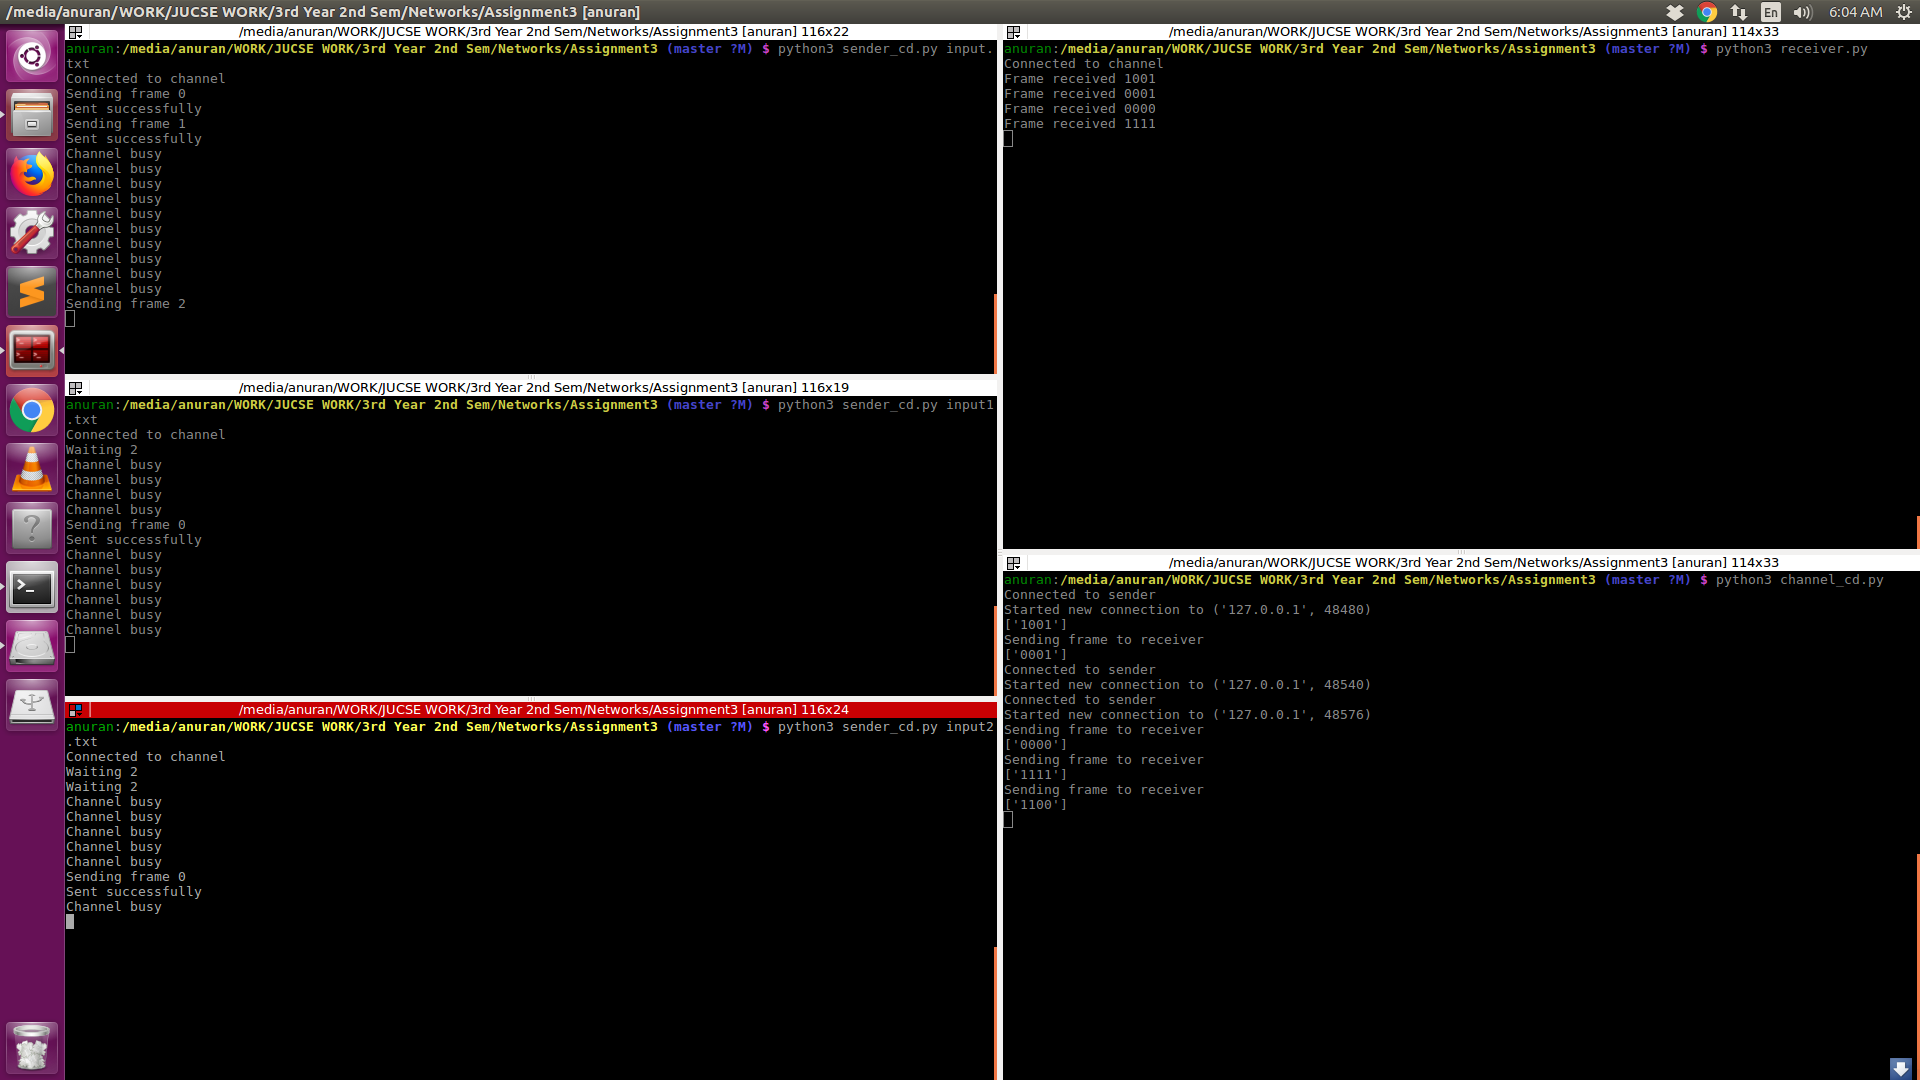 /media/anuran/WORK/JUCSE WORK/3rd Year 2nd Sem/Networks/Assignment3 [anuran]
En
6:04 AM
/media/anuran/WORK/JUCSE WORK/3rd Year 2nd Sem/Networks/Assignment3 [anuran] 116x22
anuran:/media/anuran/WORK/JUCSE WORK/3rd Year 2nd Sem/Networks/Assignment3 (master ?M) $ python3 sender_cd.py input.
txt
Connected to channel
Sending frame 0
Sent successfully
Sending frame 1
Sent successfully
Channel busy
Channel busy
Channel busy
Channel busy
Channel busy
Channel busy
Channel busy
Channel busy
Channel busy
Channel busy
Sending frame 2
/media/anuran/WORK/JUCSE WORK/3rd Year 2nd Sem/Networks/Assignment3 [anuran] 116x19
anuran:/media/anuran/WORK/JUCSE WORK/3rd Year 2nd Sem/Networks/Assignment3 (master ?M) $ python3 sender_cd.py input1
.txt
Connected to channel
Waiting 2
Channel busy
Channel busy
Channel busy
Channel busy
Sending frame 0
Sent successfully
Channel busy
Channel busy
Channel busy
Channel busy
Channel busy
Channel busy
/media/anuran/WORK/JUCSE WORK/3rd Year 2nd Sem/Networks/Assignment3 [anuran] 116x24
anuran:/media/anuran/WORK/JUCSE WORK/3rd Year 2nd Sem/Networks/Assignment3 (master ?M) $ python3 sender_cd.py input2
.txt
Connected to channel
Waiting 2
Waiting 2
Channel busy
Channel busy
Channel busy
Channel busy
Channel busy
Sending frame 0
Sent successfully
Channel busy
/media/anuran/WORK/JUCSE WORK/3rd Year 2nd Sem/Networks/Assignment3 [anuran] 114x33
anuran:/media/anuran/WORK/JUCSE WORK/3rd Year 2nd Sem/Networks/Assignment3 (master ?M) $ python3 receiver.py
Connected to channel
Frame received 1001
Frame received 0001
Frame received 0000
Frame received 1111
/media/anuran/WORK/JUCSE WORK/3rd Year 2nd Sem/Networks/Assignment3 [anuran] 114x33
anuran:/media/anuran/WORK/JUCSE WORK/3rd Year 2nd Sem/Networks/Assignment3 (master ?M) $ python3 channel_cd.py
Connected to sender
Started new connection to ('127.0.0.1', 48480)
['1001']
Sending frame to receiver
['0001']
Connected to sender
Started new connection to ('127.0.0.1', 48540)
Connected to sender
Started new connection to ('127.0.0.1', 48576)
Sending frame to receiver
['0000']
Sending frame to receiver
['1111']
Sending frame to receiver
['1100']